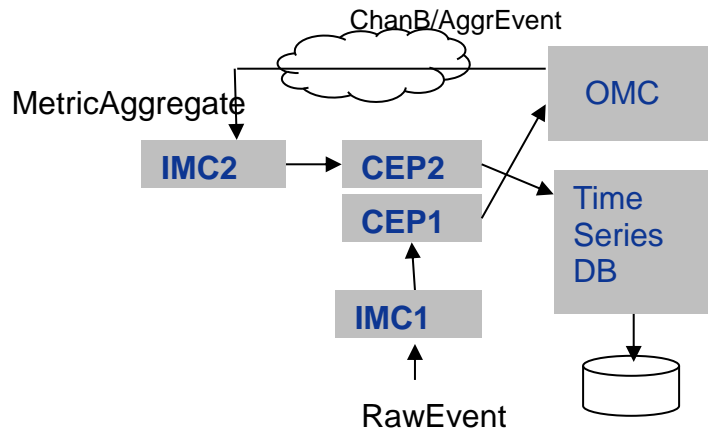 ChanB/AggrEvent
OMC
MetricAggregate
IMC2
CEP2
CEP1
Time
Series
DB
IMC1
RawEvent